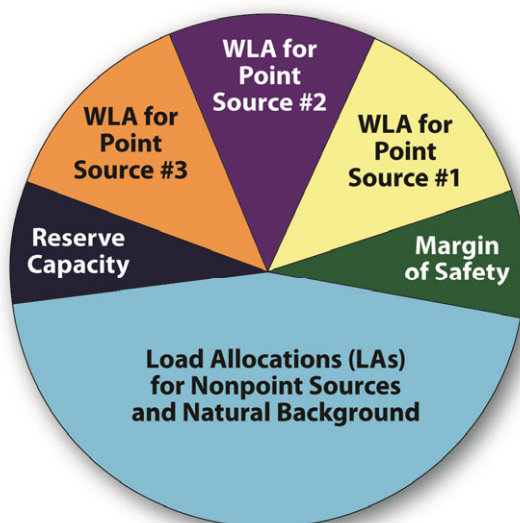 WLA for
Point
Source #2
WLA for
Point
Source #3
WLA for
Point
Source #1
Reserve
Capacity
Margin
of Safety
Load Allocations (LAs)
for Nonpoint Sources
and Natural Background